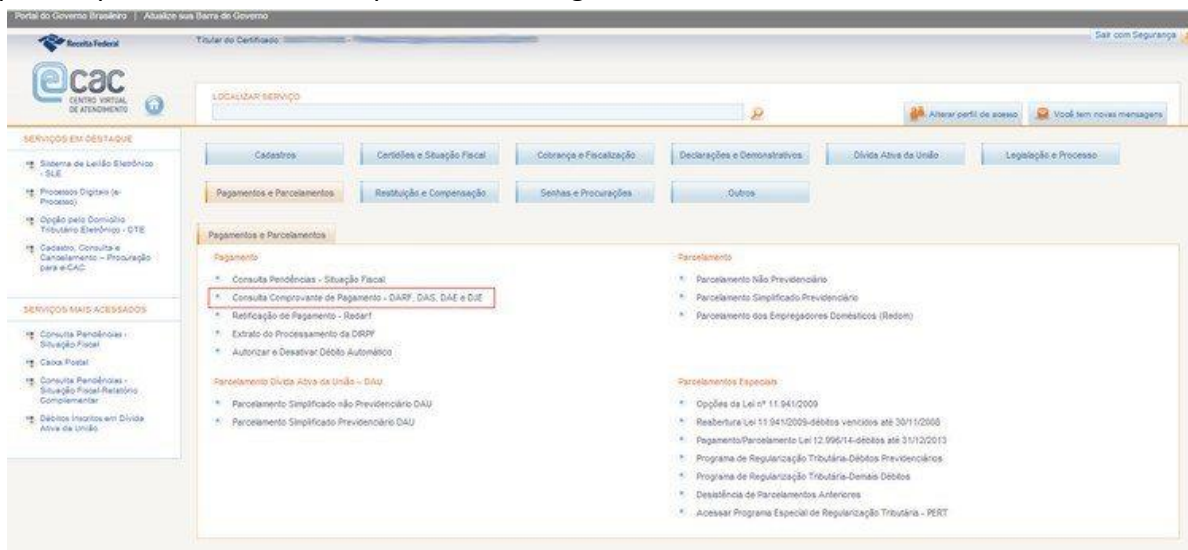 Portal do Governo Brasileiro | Atualize sua Barra de Governo
Receita Federal
Titular do Certificado:
Sair com Segurança
e
cac
CENTRO VIRTUAL
DE ATENDIMENTO
LOCALIZAR SERVIÇO
Alterar perfil de acesso
Você tem novas mensagens
SERVIÇOS EM DESTAQUE
Sistema de Leilão Eletrônico
- SLE
Processos Digitais (e-
Processo)
Opção pelo Domicílio
Tributário Eletrônico - DTE
Cadastro, Consulta e
Cancelamento – Procuração
para e-CAC
SERVIÇOS MAIS ACESSADOS
Consulta Pendências -
Situação Fiscal
Caixa Postal
Consulta Pendências -
Situação Fiscal-Relatório
Complementar
Débitos Inscritos em Dívida
Ativa da União
Cadastros
Certidões e Situação Fiscal
Cobrança e Fiscalização
Declarações e Demonstrativos
Dívida Ativa da União
Legislação e Processo
Pagamentos e Parcelamentos
Restituição e Compensação
Senhas e Procurações
Outros
Pagamentos e Parcelamentos
Pagamento
Consulta Pendências - Situação Fiscal
Consulta Comprovante de Pagamento - DARF, DAS, DAE e DJE
Retificação de Pagamento - Redarf
Extrato do Processamento da DIRPF
Autorizar e Desativar Débito Automático
Parcelamento
Parcelamento Não Previdenciário
Parcelamento Simplificado Previdenciário
Parcelamento dos Empregadores Domésticos (Redom)
Parcelamento Dívida Ativa da União – DAU
Parcelamento Simplificado não Previdenciário DAU
Parcelamento Simplificado Previdenciário DAU
Parcelamentos Especiais
Opções da Lei nº 11.941/2009
Reabertura Lei 11.941/2009-débitos vencidos até 30/11/2008
Pagamento/Parcelamento Lei 12.996/14-débitos até 31/12/2013
Programa de Regularização Tributária-Débitos Previdenciários
Programa de Regularização Tributária-Demais Débitos
Desistência de Parcelamentos Anteriores
Acessar Programa Especial de Regularização Tributária - PERT